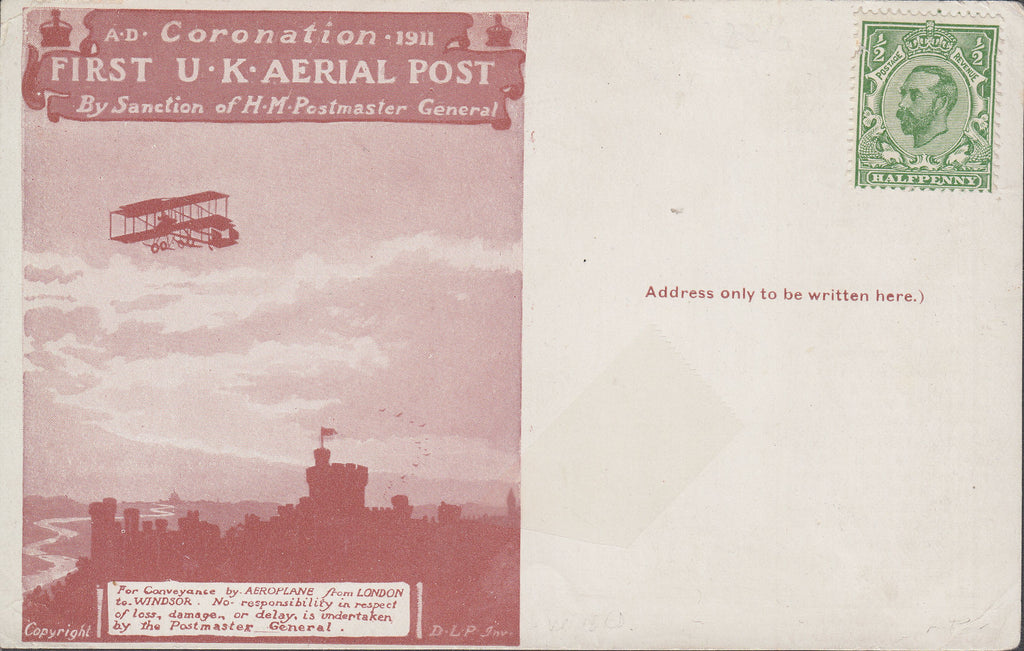 A·D· Coronation · 1911
FIRST U·K·AERIAL POST
By Sanction of H·M·Postmaster General
For Conveyance by AEROPLANE from LONDON
to WINDSOR. No responsibility in respect
of loss, damage, or delay, is undertaken
by the Postmaster General.
Copyright
D·L·P Inv·
1/2
1/2
POSTAGE
REVENUE
HALFPENNY
Address only to be written here.)